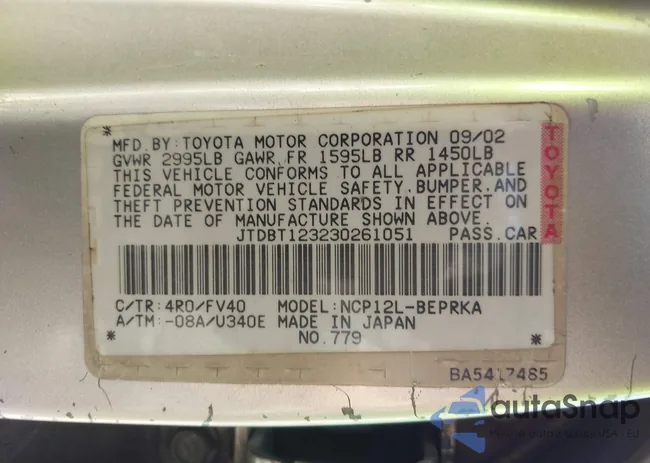 MFD.BY:TOYOTA MOTOR CORPORATION 09/02
GVWR 2995LB GAWR FR 1595LB RR 1450LB
THIS VEHICLE CONFORMS TO ALL APPLICABLE
FEDERAL MOTOR VEHICLE SAFETY,BUMPER,AND
THEFT PREVENTION STANDARDS IN EFFECT ON
THE DATE OF MANUFACTURE SHOWN ABOVE.
JTDBT123230261051 PASS.CAR
TOYOTA
C/TR:4R0/FV40 MODEL:NCP12L-BEPRKA
A/TM:-08A/U340E MADE IN JAPAN
NO.779
BA5417465
autoSnap